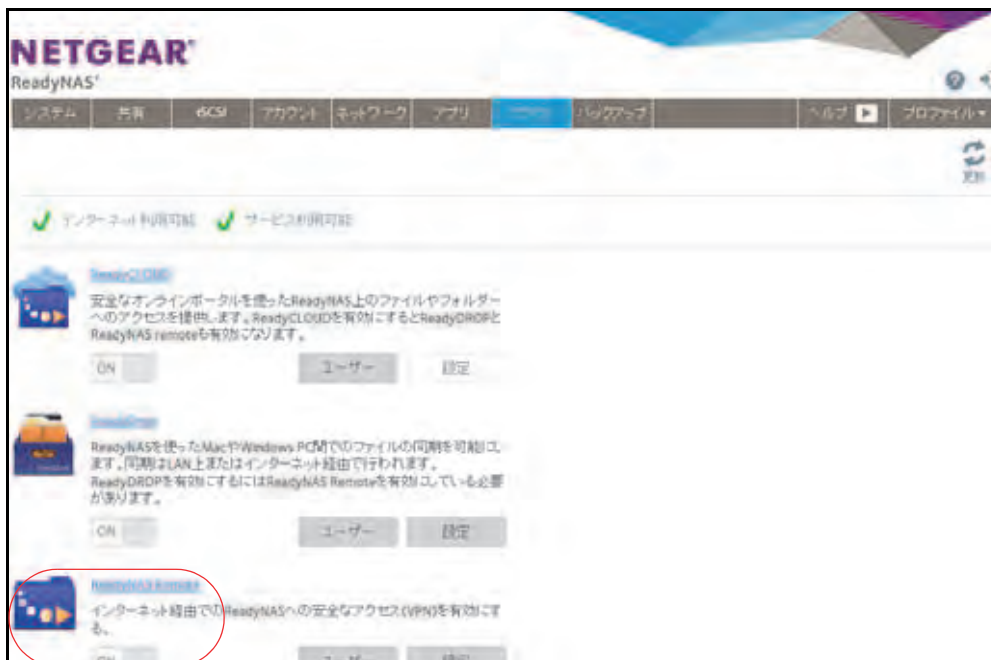 NETGEAR®
ReadyNAS®
システム 共有 iSCSI アカウント ネットワーク アプリ クラウド バックアップ ヘルプ プロファイル
更新
インターネット利用可能 サービス利用可能
ReadyCLOUD
安全なオンラインポータルを使ったReadyNAS上のファイルやフォルダー
へのアクセスを提供します。ReadyCLOUDを有効にするとReadyDROPと
ReadyNAS remoteも有効になります。
ON ユーザー 設定
ReadyDrop
ReadyNASを使ったMacやWindows PC間でのファイルの同期を可能にし
ます。同期はLAN上またはインターネット経由で行われます。
ReadyDROPを有効にするにはReadyNAS Remoteを有効にしている必要
があります。
ON ユーザー 設定
ReadyNAS Remote
インターネット経由でのReadyNASへの安全なアクセス(VPN)を有効にす
る。
ON ユーザー 設定